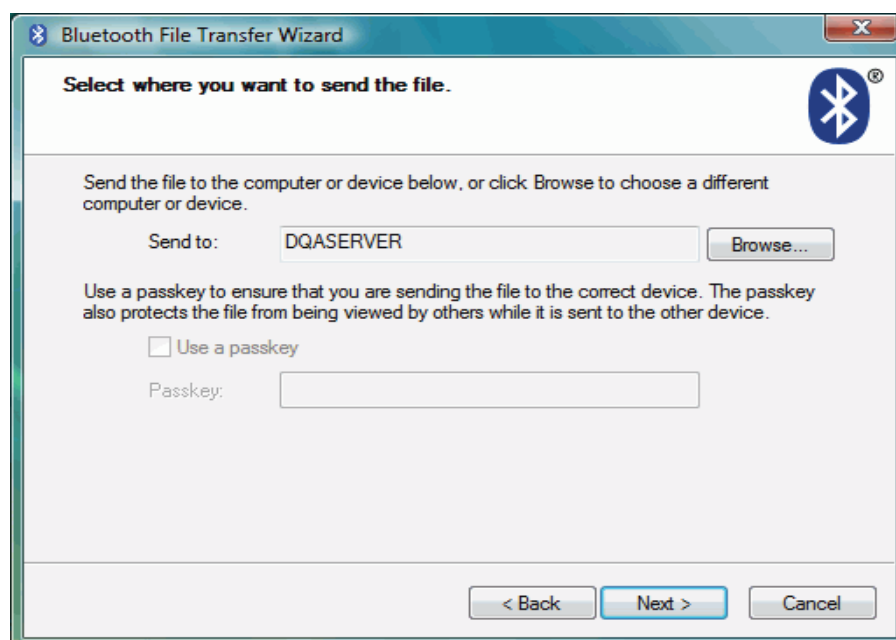 Bluetooth File Transfer Wizard
Select where you want to send the file.
®
Send the file to the computer or device below, or click Browse to choose a different
computer or device.
Send to: DQASERVER Browse...
Use a passkey to ensure that you are sending the file to the correct device. The passkey
also protects the file from being viewed by others while it is sent to the other device.
Use a passkey
Passkey:
< Back Next > Cancel